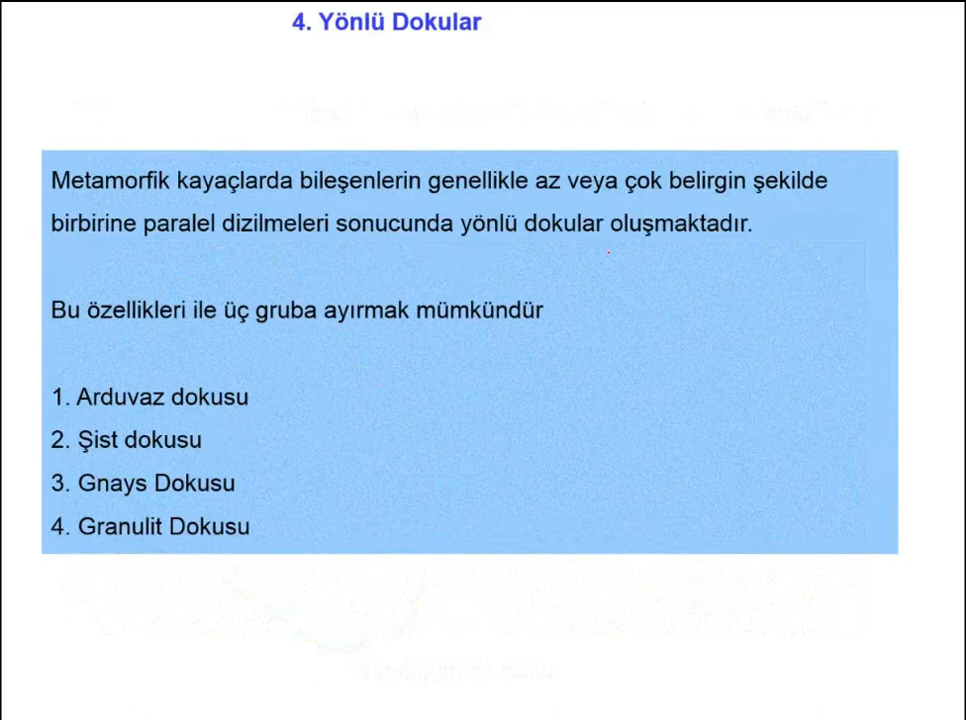 4. Yönlü Dokular
Metamorfik kayaçlarda bileşenlerin genellikle az veya çok belirgin şekilde
birbirine paralel dizilmeleri sonucunda yönlü dokular oluşmaktadır.
Bu özellikleri ile üç gruba ayırmak mümkündür
1. Arduvaz dokusu
2. Şist dokusu
3. Gnays Dokusu
4. Granulit Dokusu